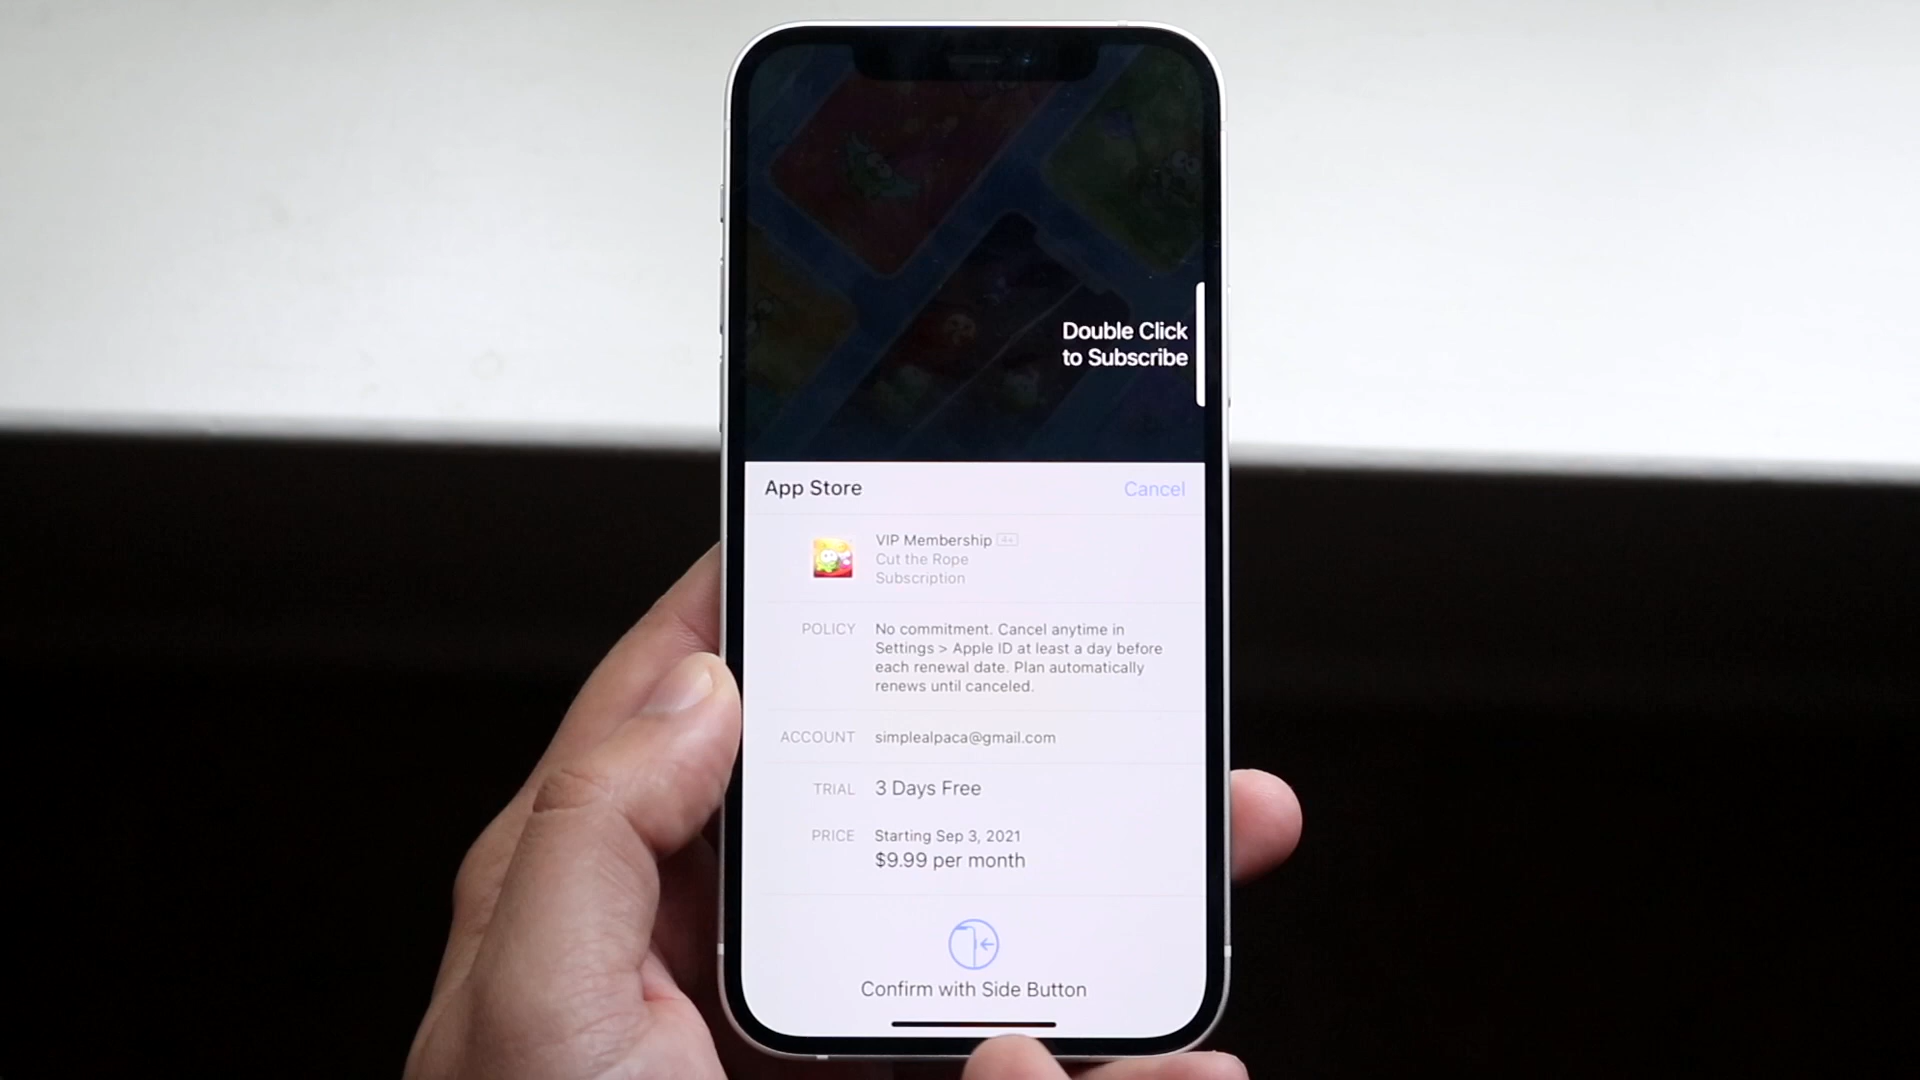 Double Click
to Subscribe
App Store
Cancel
VIP Membership 4+
Cut the Rope
Subscription
POLICY
No commitment. Cancel anytime in
Settings > Apple ID at least a day before
each renewal date. Plan automatically
renews until canceled.
ACCOUNT
simplealpaca@gmail.com
TRIAL
3 Days Free
PRICE
Starting Sep 3, 2021
$9.99 per month
Confirm with Side Button